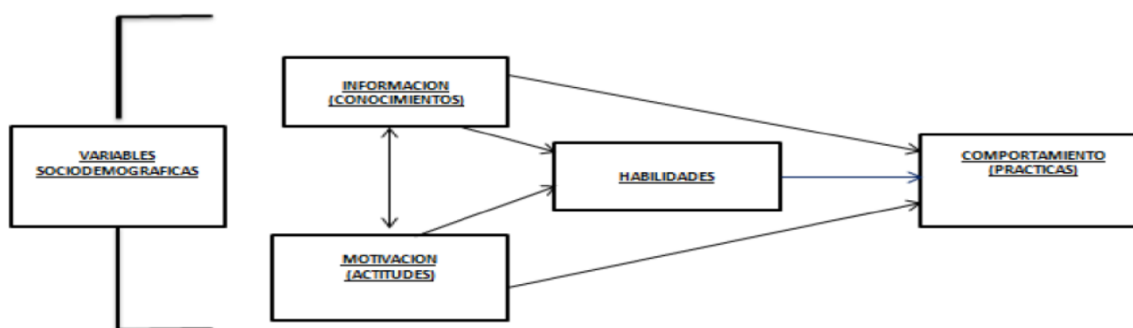 VARIABLES
SOCIODEMOGRAFICAS
INFORMACION
(CONOCIMIENTOS)
MOTIVACION
(ACTITUDES)
HABILIDADES
COMPORTAMIENTO
(PRACTICAS)